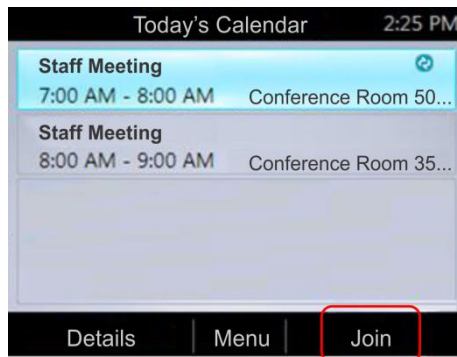 Today's Calendar 2:25 PM
Staff Meeting
7:00 AM - 8:00 AM Conference Room 50...
Staff Meeting
8:00 AM - 9:00 AM Conference Room 35...
Details Menu Join